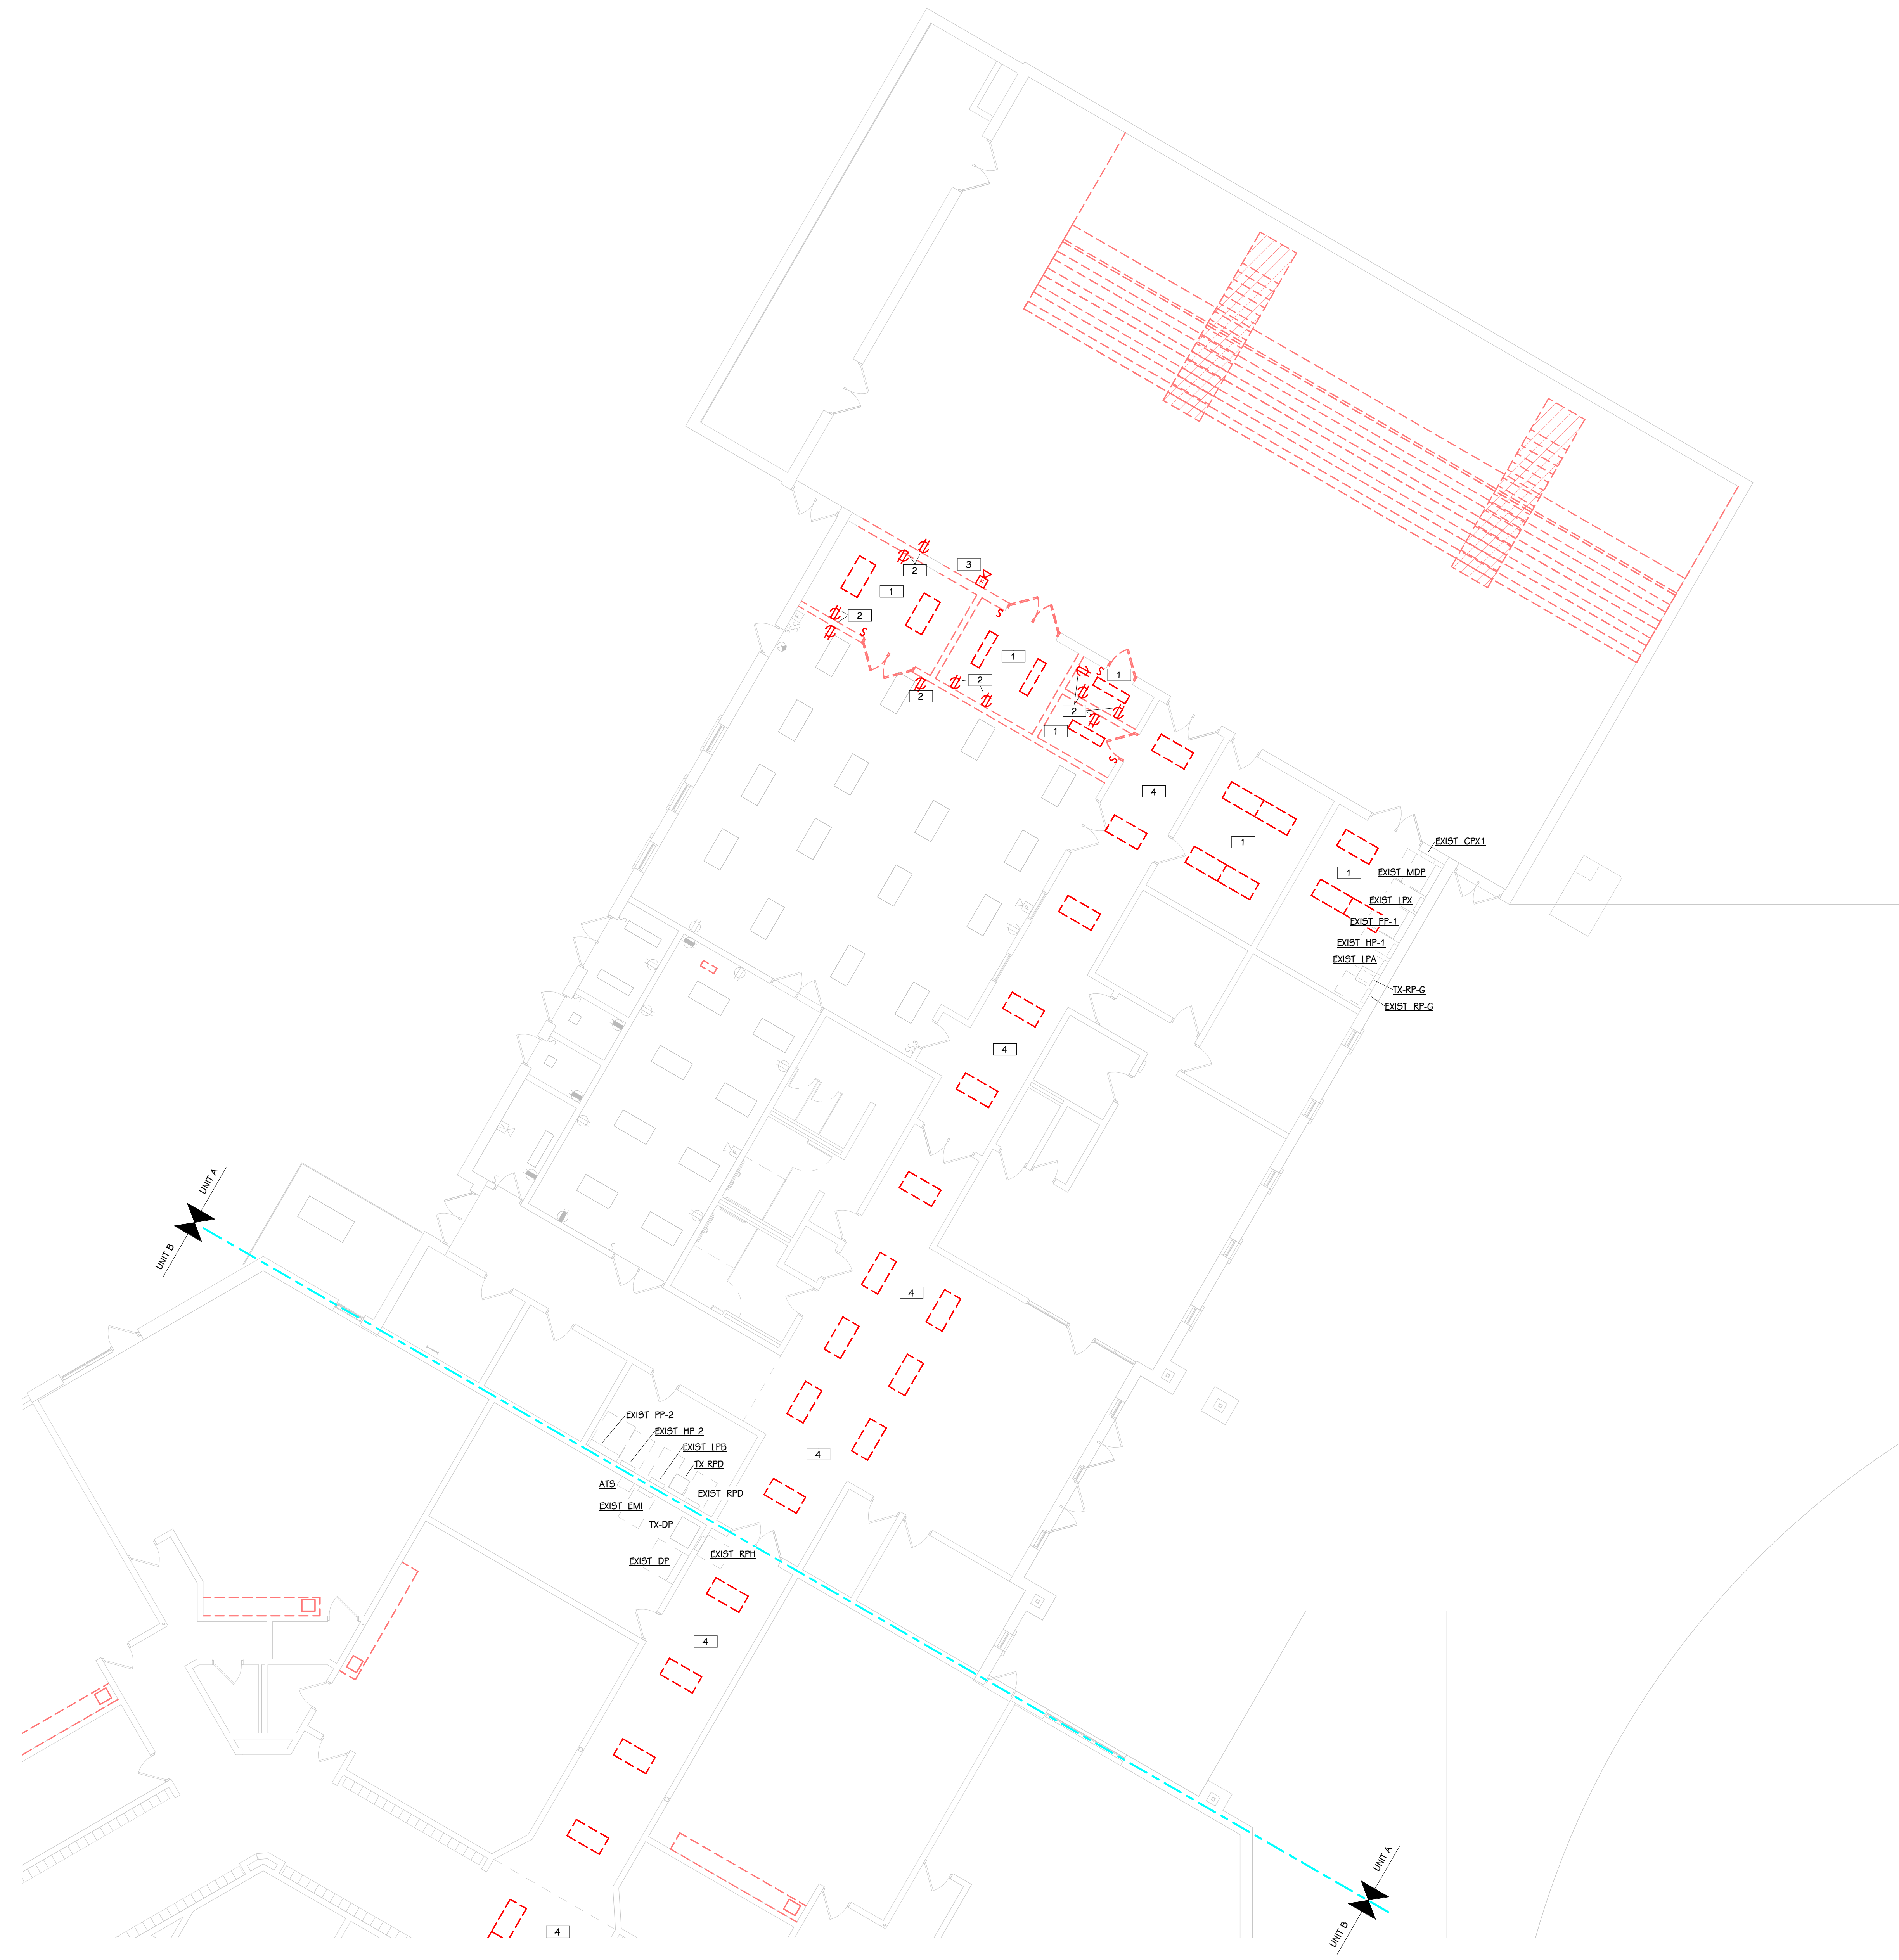 3
2
1
2
1
2
1
2
2
1
4
1
EXIST CPX1
1
EXIST MDP
EXIST LPX
EXIST PP-1
EXIST HP-1
EXIST LPA
TX-RP-G
EXIST RP-G
4
UNIT A
UNIT B
4
EXIST PP-2
EXIST HP-2
EXIST LPB
4
TX-RPD
ATS
EXIST RPD
EXIST EMI
TX-DP
EXIST RPH
EXIST DP
4
UNIT A
UNIT B
4